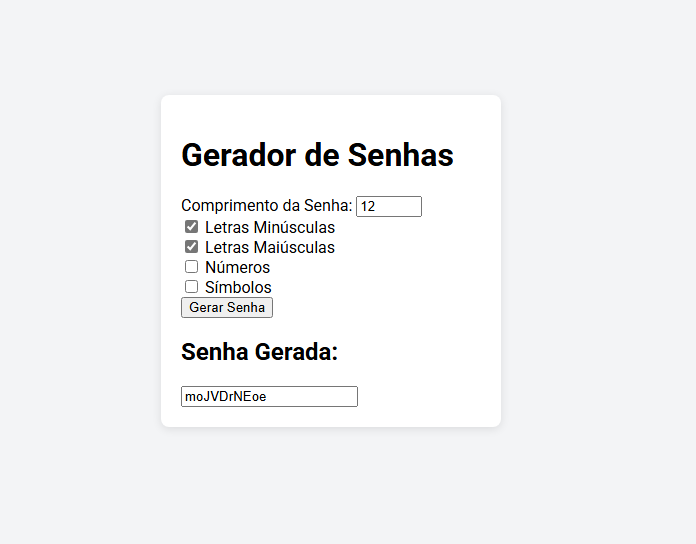 Gerador de Senhas
Comprimento da Senha: 12
Letras Minúsculas
Letras Maiúsculas
Números
Símbolos
Gerar Senha
Senha Gerada:
moJVDrNEoe